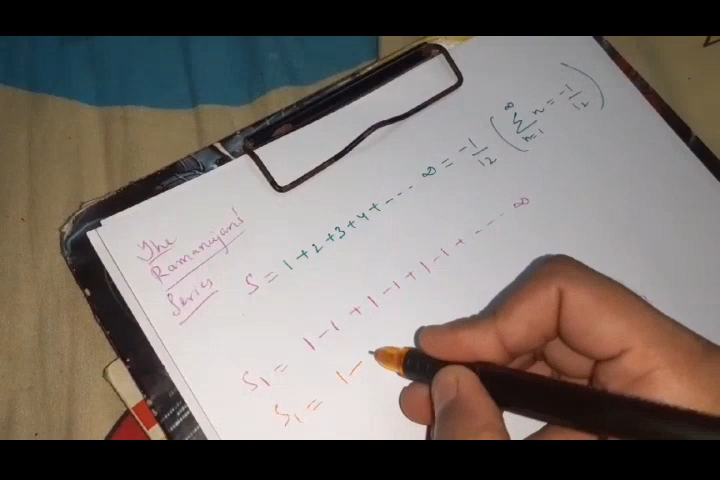 The
Ramanujan's
Series
S = 1 + 2 + 3 + 4 + - - - ∞ = -1/12 ( ∞ Σ n=1 n = -1/12 )
S1 = 1 - 1 + 1 - 1 + 1 - 1 + - - - ∞
S1 = 1 -